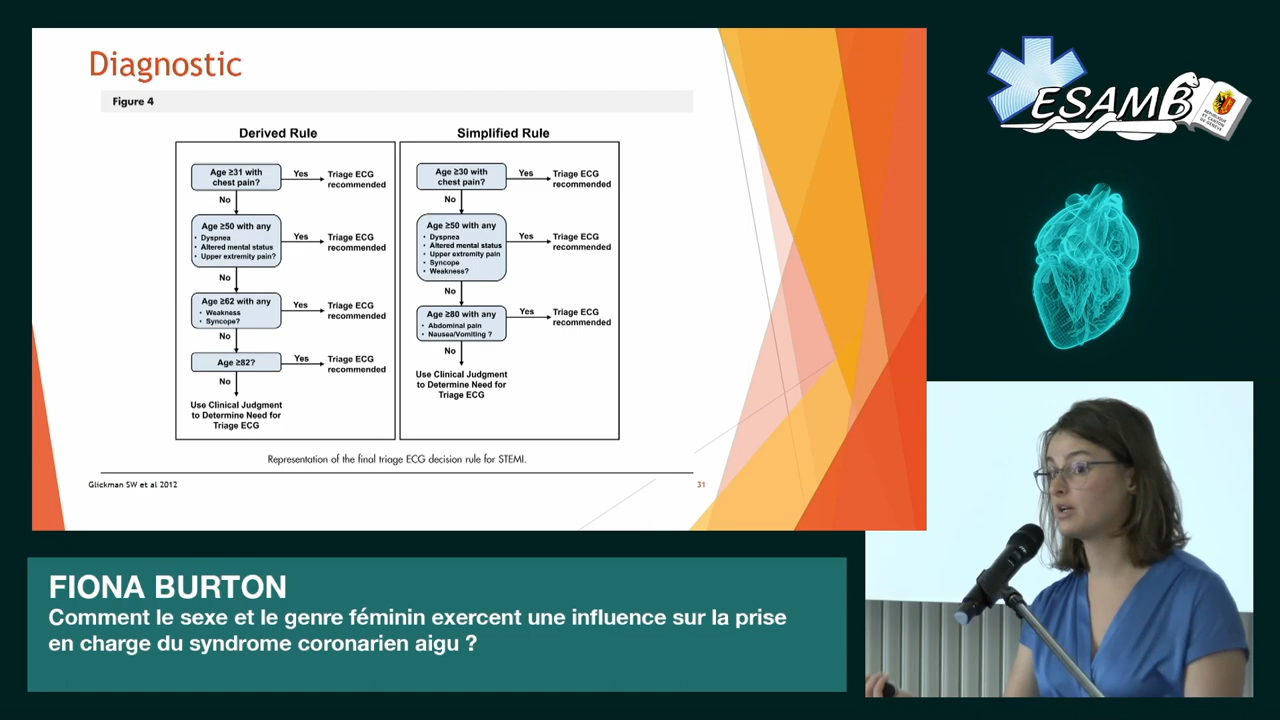 Diagnostic
Figure 4
Derived Rule
Age ≥31 with
chest pain?
Yes
Triage ECG
recommended
No
Age ≥50 with any
• Dyspnea
• Altered mental status
• Upper extremity pain?
Yes
Triage ECG
recommended
No
Age ≥62 with any
• Weakness
• Syncope?
Yes
Triage ECG
recommended
No
Age ≥82?
Yes
Triage ECG
recommended
No
Use Clinical Judgment
to Determine Need for
Triage ECG
Simplified Rule
Age ≥30 with
chest pain?
Yes
Triage ECG
recommended
No
Age ≥50 with any
• Dyspnea
• Altered mental status
• Upper extremity pain
• Syncope
• Weakness?
Yes
Triage ECG
recommended
No
Age ≥80 with any
• Abdominal pain
• Nausea/Vomiting ?
Yes
Triage ECG
recommended
No
Use Clinical Judgment
to Determine Need for
Triage ECG
Representation of the final triage ECG decision rule for STEMI.
Glickman SW et al 2012
31
ESAMB
REPUBLIQUE
ET CANTON
DE GENEVE
FIONA BURTON
Comment le sexe et le genre féminin exercent une influence sur la prise
en charge du syndrome coronarien aigu ?